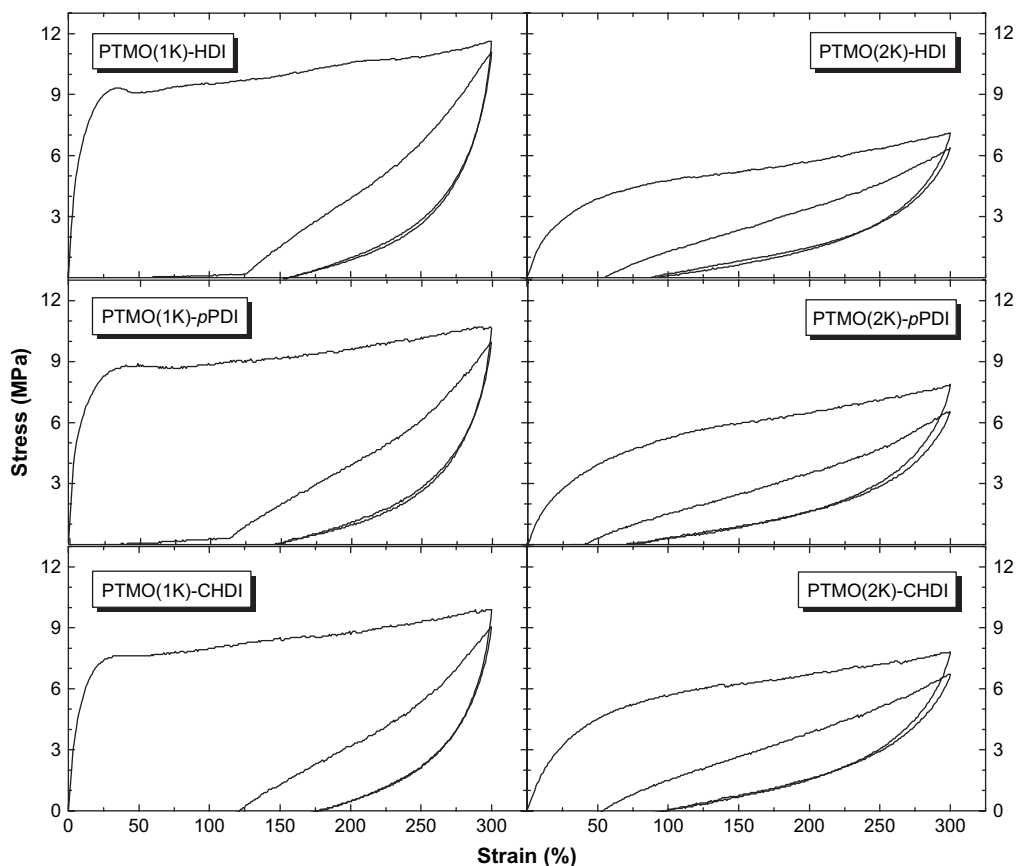 12
9
6
3
PTMO(1K)-HDI
PTMO(2K)-HDI
12
9
6
3
12
9
6
3
PTMO(1K)-pPDI
PTMO(2K)-pPDI
12
9
6
3
12
9
6
3
0
PTMO(1K)-CHDI
PTMO(2K)-CHDI
12
9
6
3
0
0 50 100 150 200 250 300
50 100 150 200 250 300
Stress (MPa)
Strain (%)